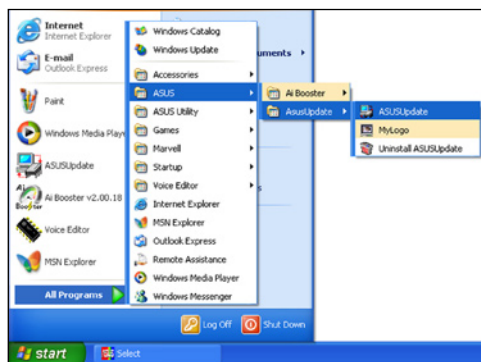 Internet
Internet Explorer
E-mail
Outlook Express
Paint
Windows Media Playe
ASUSUpdate
Ai Booster v2.00.18
Voice Editor
MSN Explorer
All Programs
Windows Catalog
Windows Update
Accessories
ASUS
ASUS Utility
Games
Marvell
Startup
Voice Editor
Internet Explorer
MSN Explorer
Outlook Express
Remote Assistance
Windows Media Player
Windows Messenger
uments
s
Ai Booster
AsusUpdate
ASUSUpdate
MyLogo
Uninstall ASUSUpdate
Log Off
Shut Down
start
Select